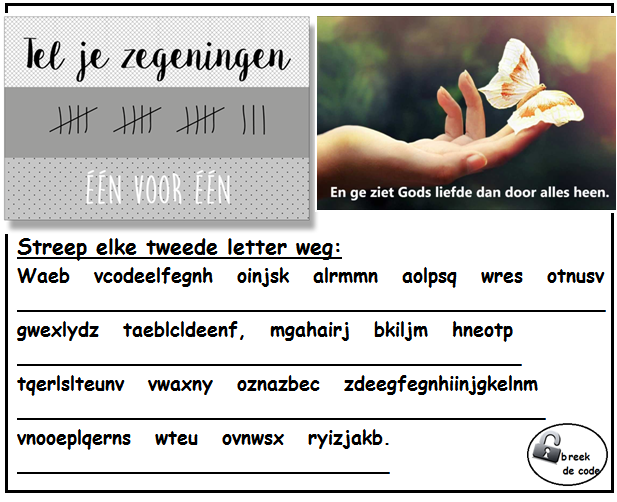 Tel je zegeningen
ÉÉN VOOR ÉÉN
En ge ziet Gods liefde dan door alles heen.
Streep elke tweede letter weg:
Waeb vcodeelfegnh oinjsk alrmmn aolpsq wres otnusv
gwexlydz taeblcldeenf, mgahairj bkiljm hneotp
tqerlslteunv vwaxny oznazbec zdeegfegnhiinjgkelnm
vnooeplqerns wteu ovnwsx ryizjakb.
breek
de code